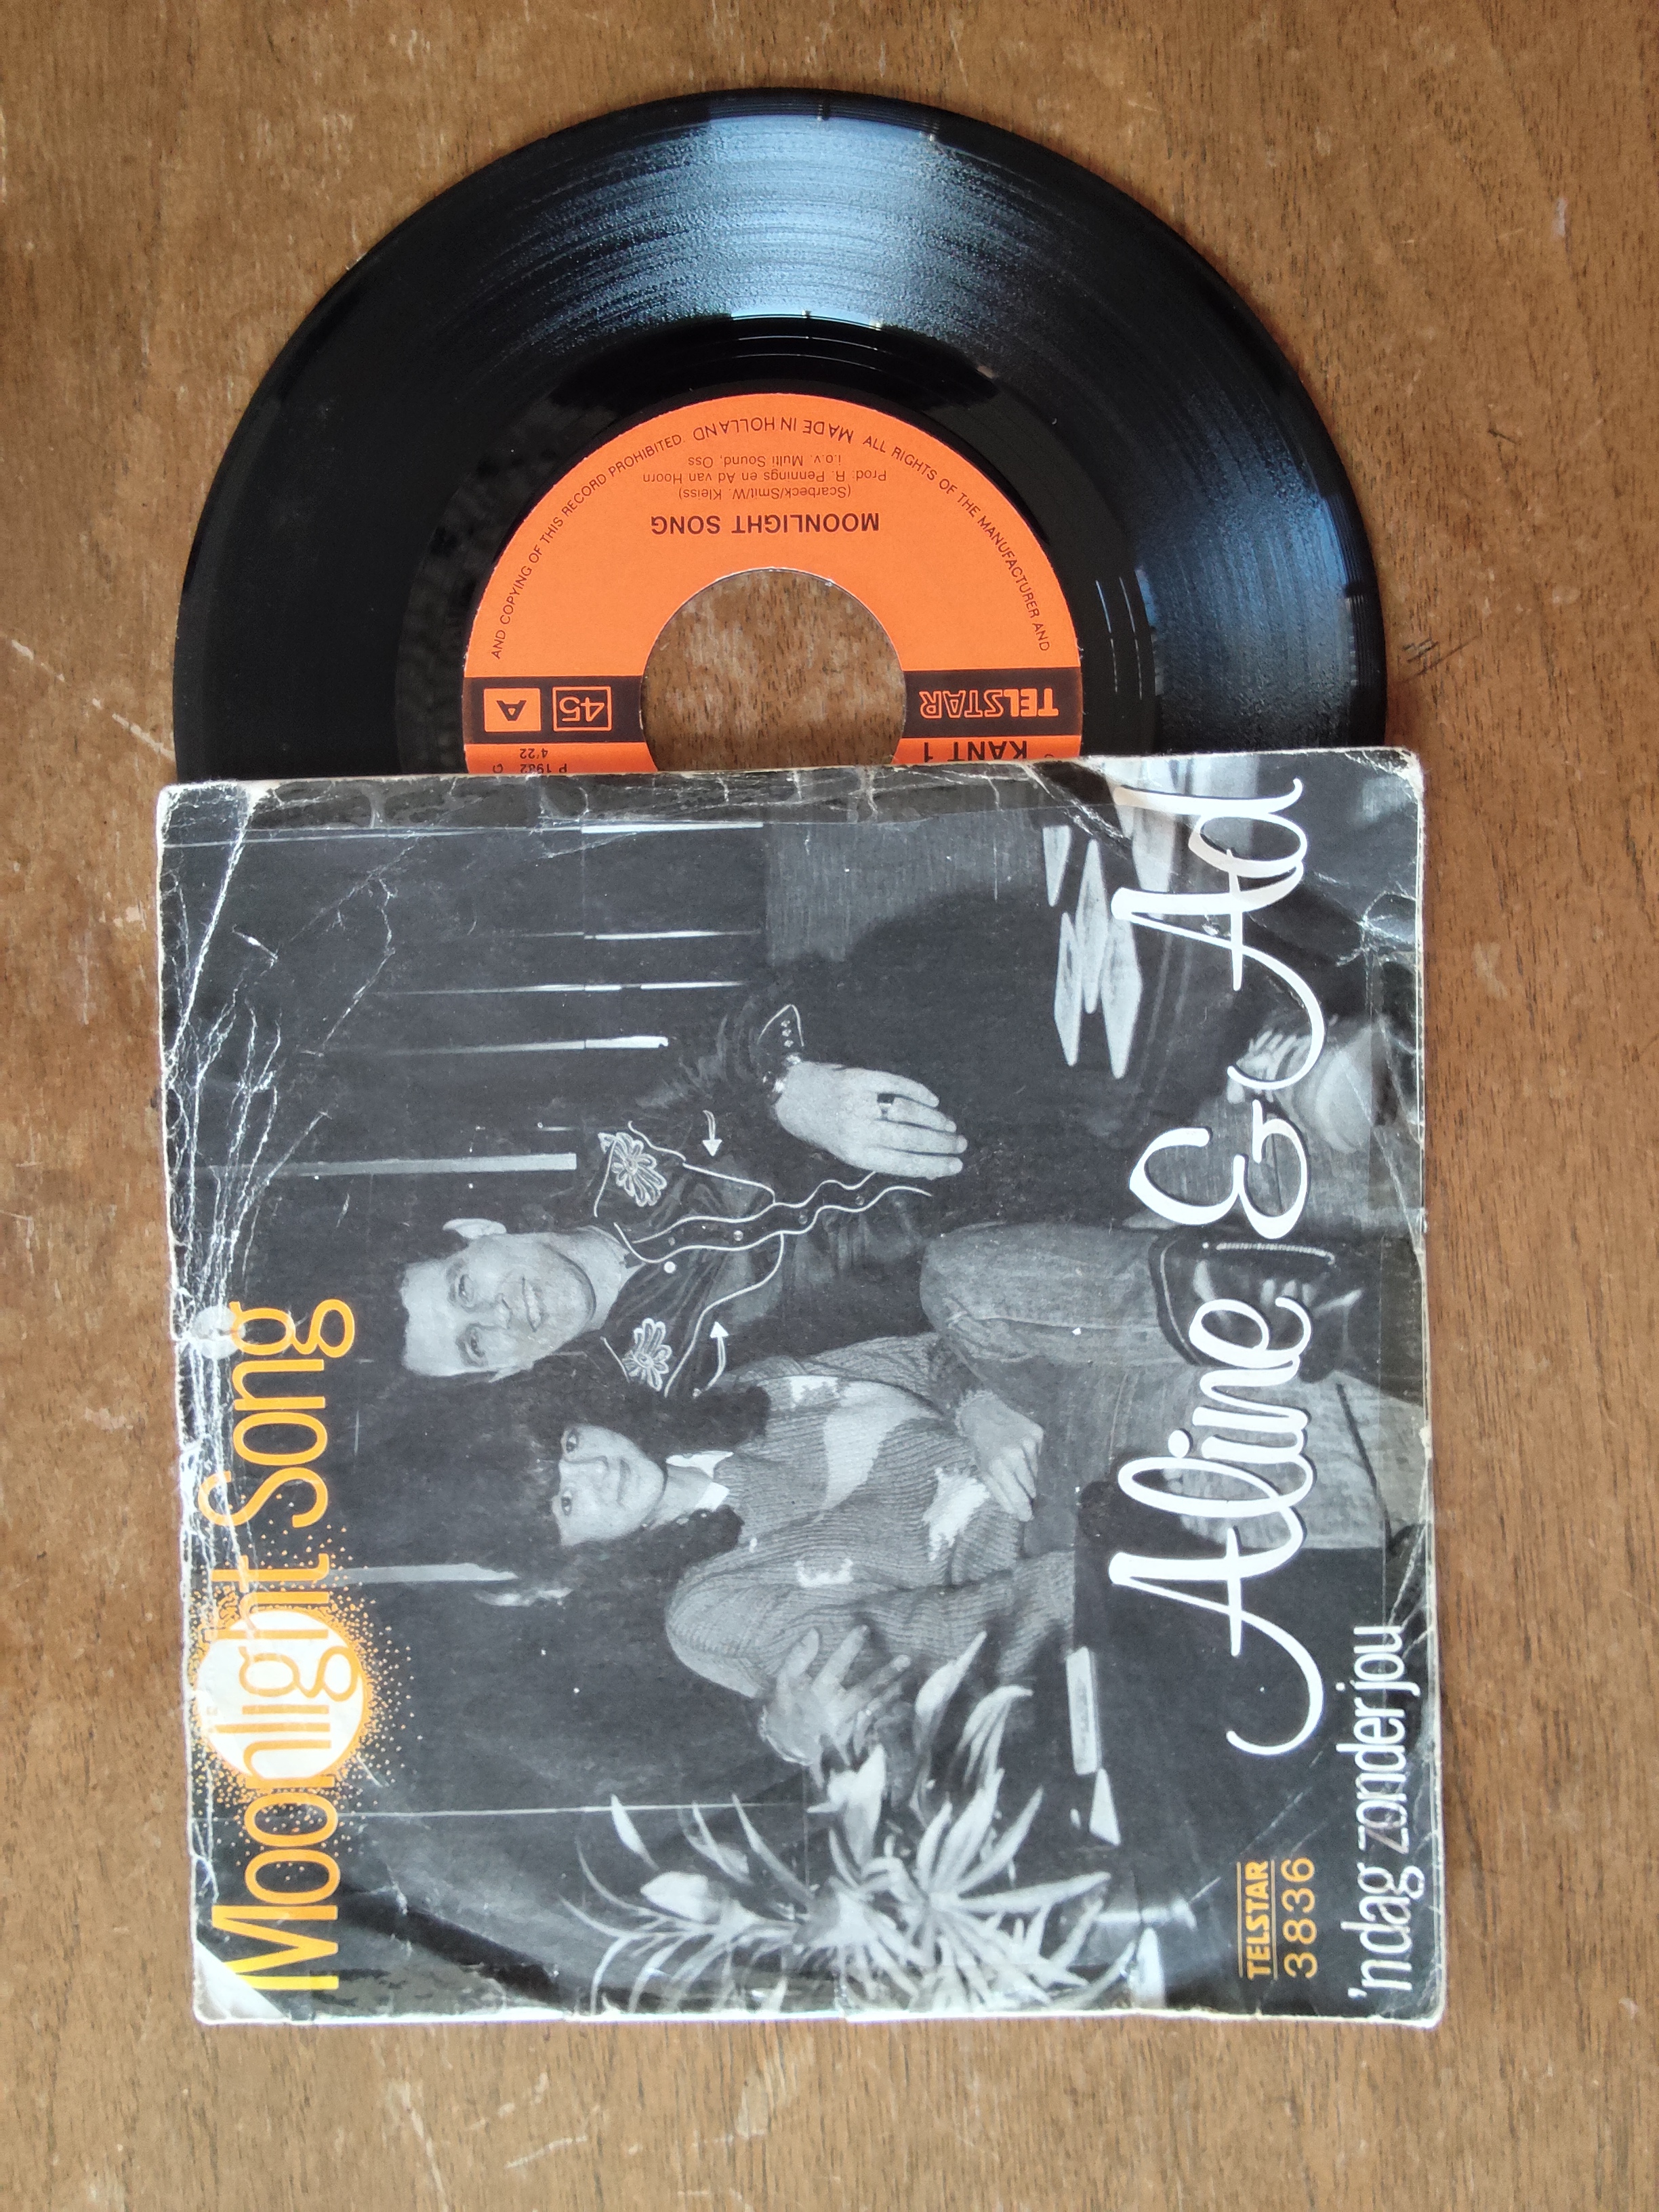 Moonlight Song
Aline & Ad
TELSTAR
3836
'n dag zonder jou
TELSTAR
45
A
KANT 1
P 1982
4'22
MOONLIGHT SONG
(Scarbeck/Smit/W. Kleiss)
Prod: R. Pennings en Ad van Hoorn
i.o.v. Multi Sound, Oss
MADE IN HOLLAND
ALL RIGHTS OF THE MANUFACTURER AND
AND COPYING OF THIS RECORD PROHIBITED.